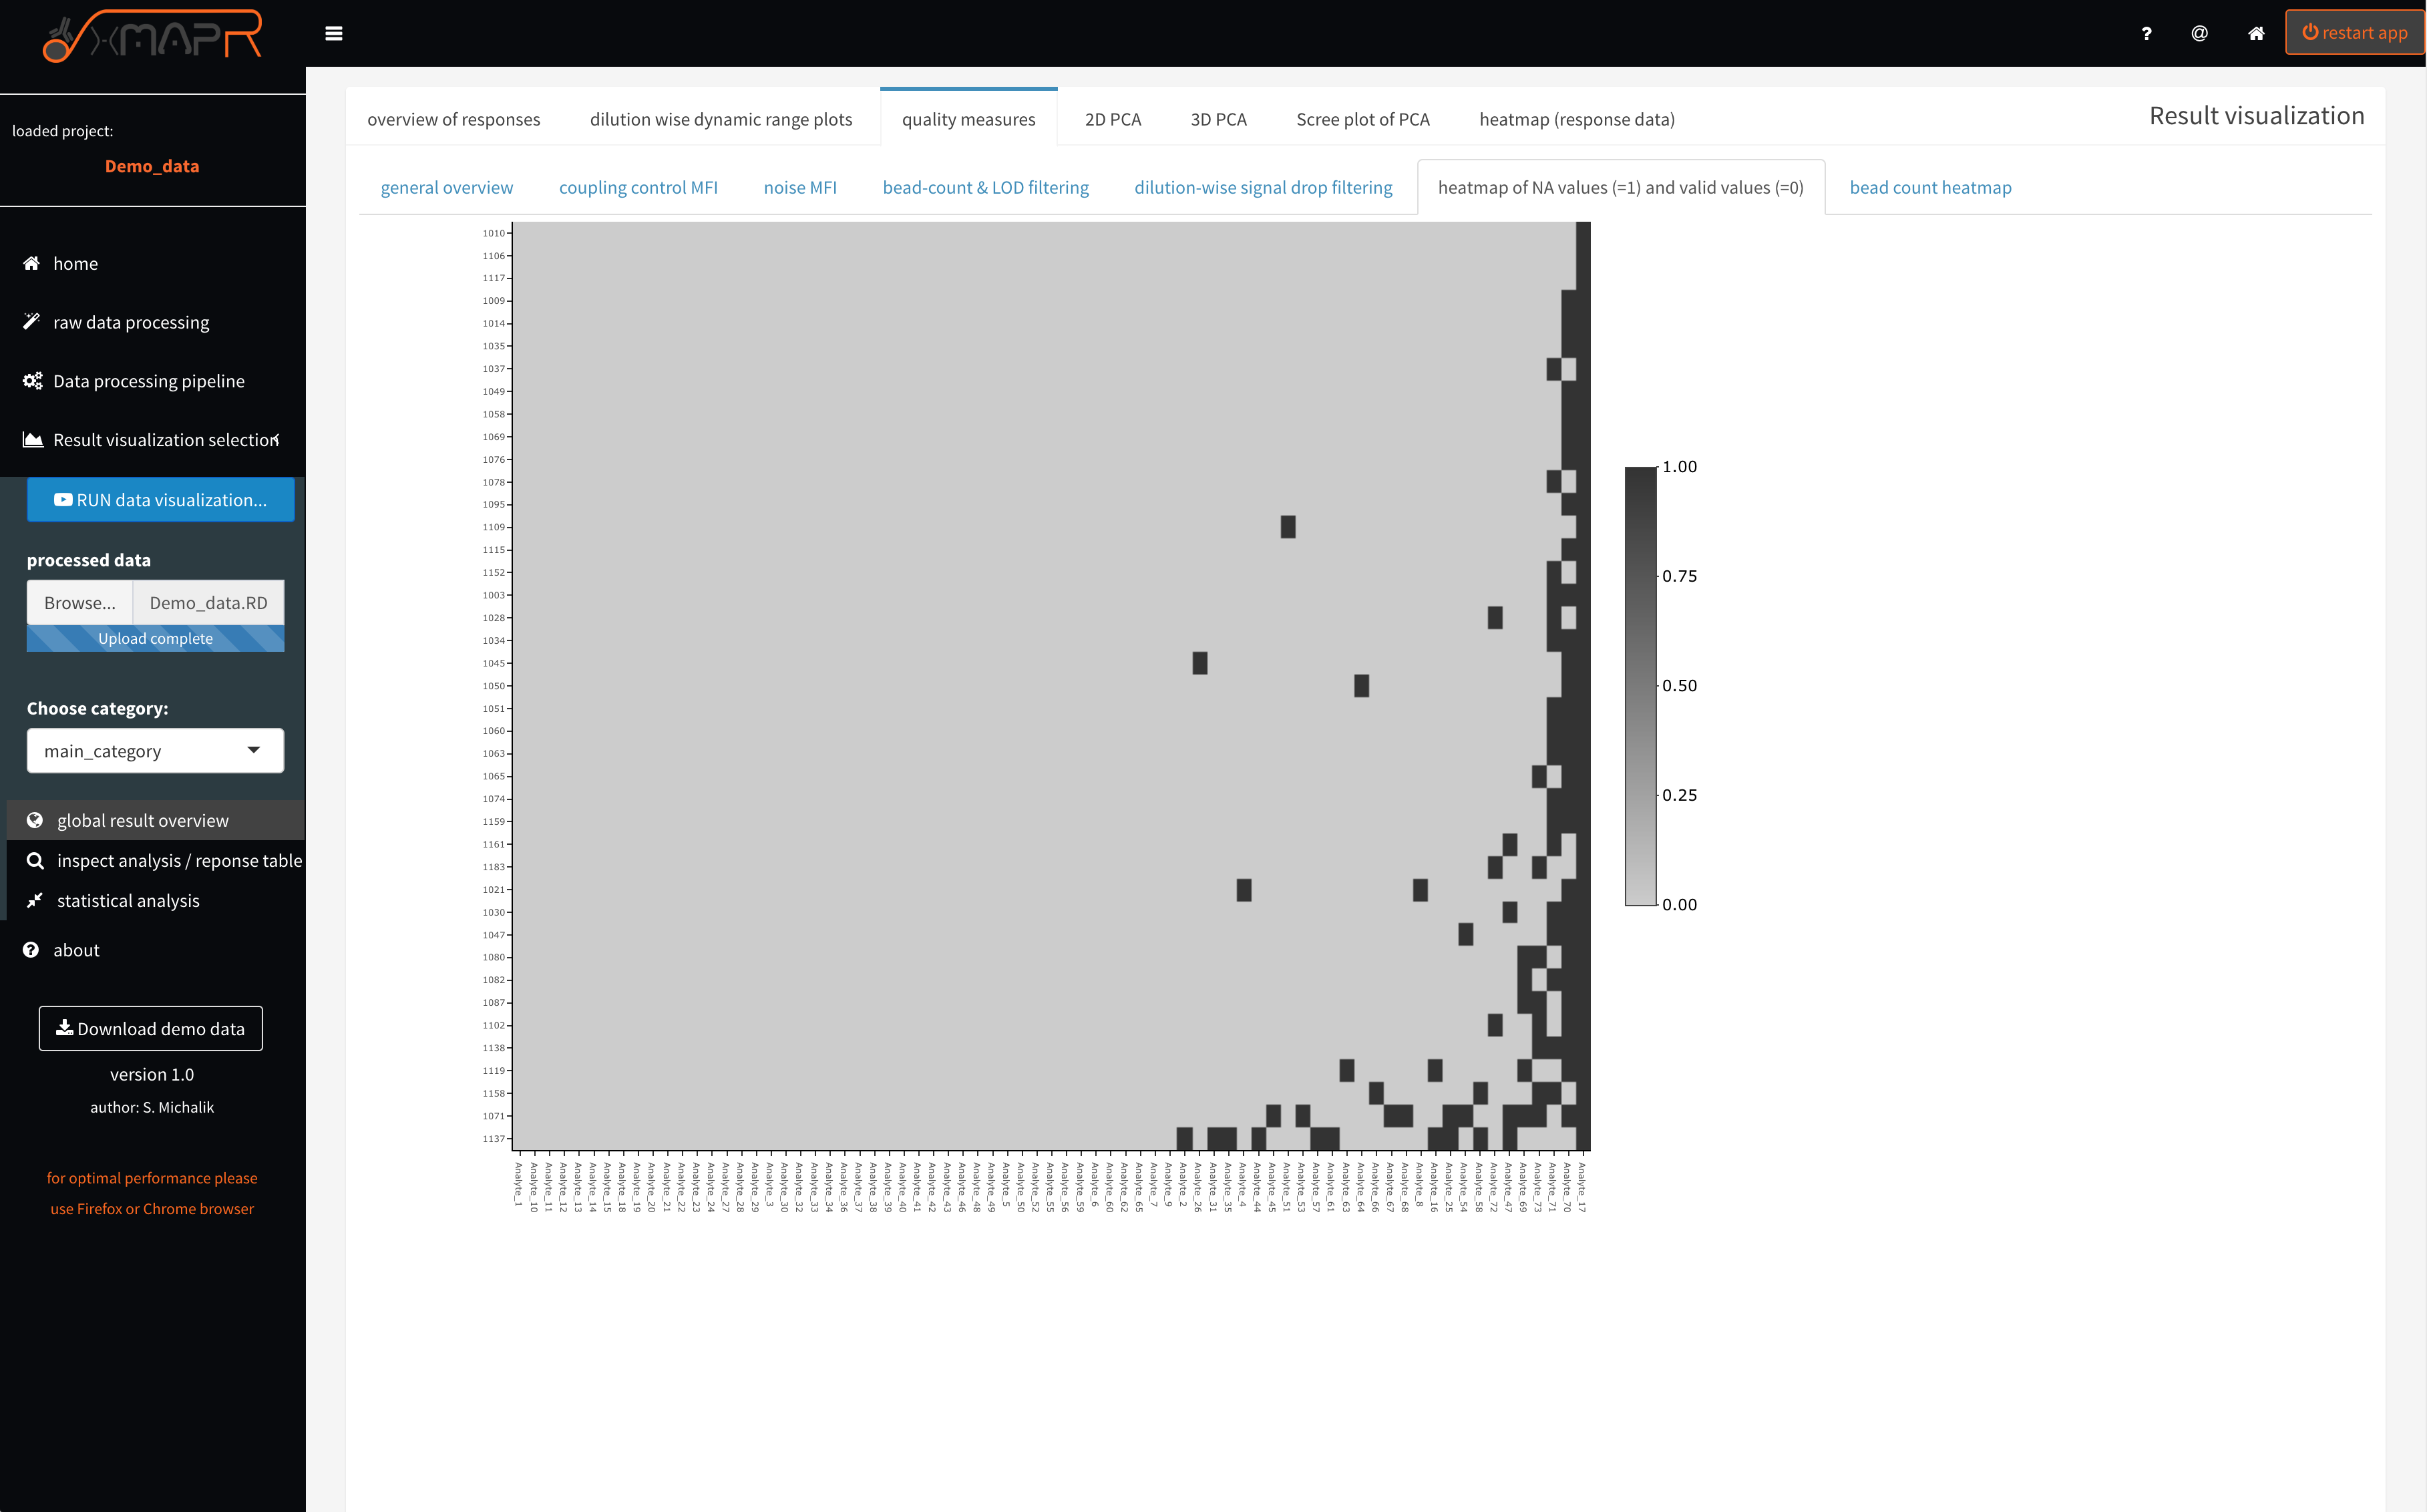 XMAPR
? @ restart app
loaded project:
Demo_data
home
raw data processing
Data processing pipeline
Result visualization selection
RUN data visualization...
processed data
Browse... Demo_data.RD
Upload complete
Choose category:
main_category
global result overview
inspect analysis / reponse table
statistical analysis
about
Download demo data
version 1.0
author: S. Michalik
for optimal performance please
use Firefox or Chrome browser
overview of responses dilution wise dynamic range plots quality measures 2D PCA 3D PCA Scree plot of PCA heatmap (response data) Result visualization
general overview coupling control MFI noise MFI bead-count & LOD filtering dilution-wise signal drop filtering heatmap of NA values (=1) and valid values (=0) bead count heatmap
1010
1106
1117
1009
1014
1035
1037
1049
1058
1069
1076
1078
1095
1109
1115
1152
1003
1028
1034
1045
1050
1051
1060
1063
1065
1074
1159
1161
1183
1021
1030
1047
1080
1082
1087
1102
1138
1119
1158
1071
1137
1.00
0.75
0.50
0.25
0.00
Analyte_1
Analyte_10
Analyte_11
Analyte_12
Analyte_13
Analyte_14
Analyte_15
Analyte_18
Analyte_19
Analyte_20
Analyte_21
Analyte_22
Analyte_23
Analyte_24
Analyte_27
Analyte_28
Analyte_29
Analyte_3
Analyte_30
Analyte_32
Analyte_33
Analyte_34
Analyte_36
Analyte_37
Analyte_38
Analyte_39
Analyte_40
Analyte_41
Analyte_42
Analyte_43
Analyte_46
Analyte_48
Analyte_49
Analyte_5
Analyte_50
Analyte_52
Analyte_55
Analyte_56
Analyte_59
Analyte_6
Analyte_60
Analyte_62
Analyte_65
Analyte_7
Analyte_9
Analyte_2
Analyte_26
Analyte_31
Analyte_35
Analyte_4
Analyte_44
Analyte_45
Analyte_51
Analyte_53
Analyte_57
Analyte_61
Analyte_63
Analyte_64
Analyte_66
Analyte_67
Analyte_68
Analyte_8
Analyte_16
Analyte_25
Analyte_54
Analyte_58
Analyte_72
Analyte_47
Analyte_69
Analyte_73
Analyte_71
Analyte_70
Analyte_17